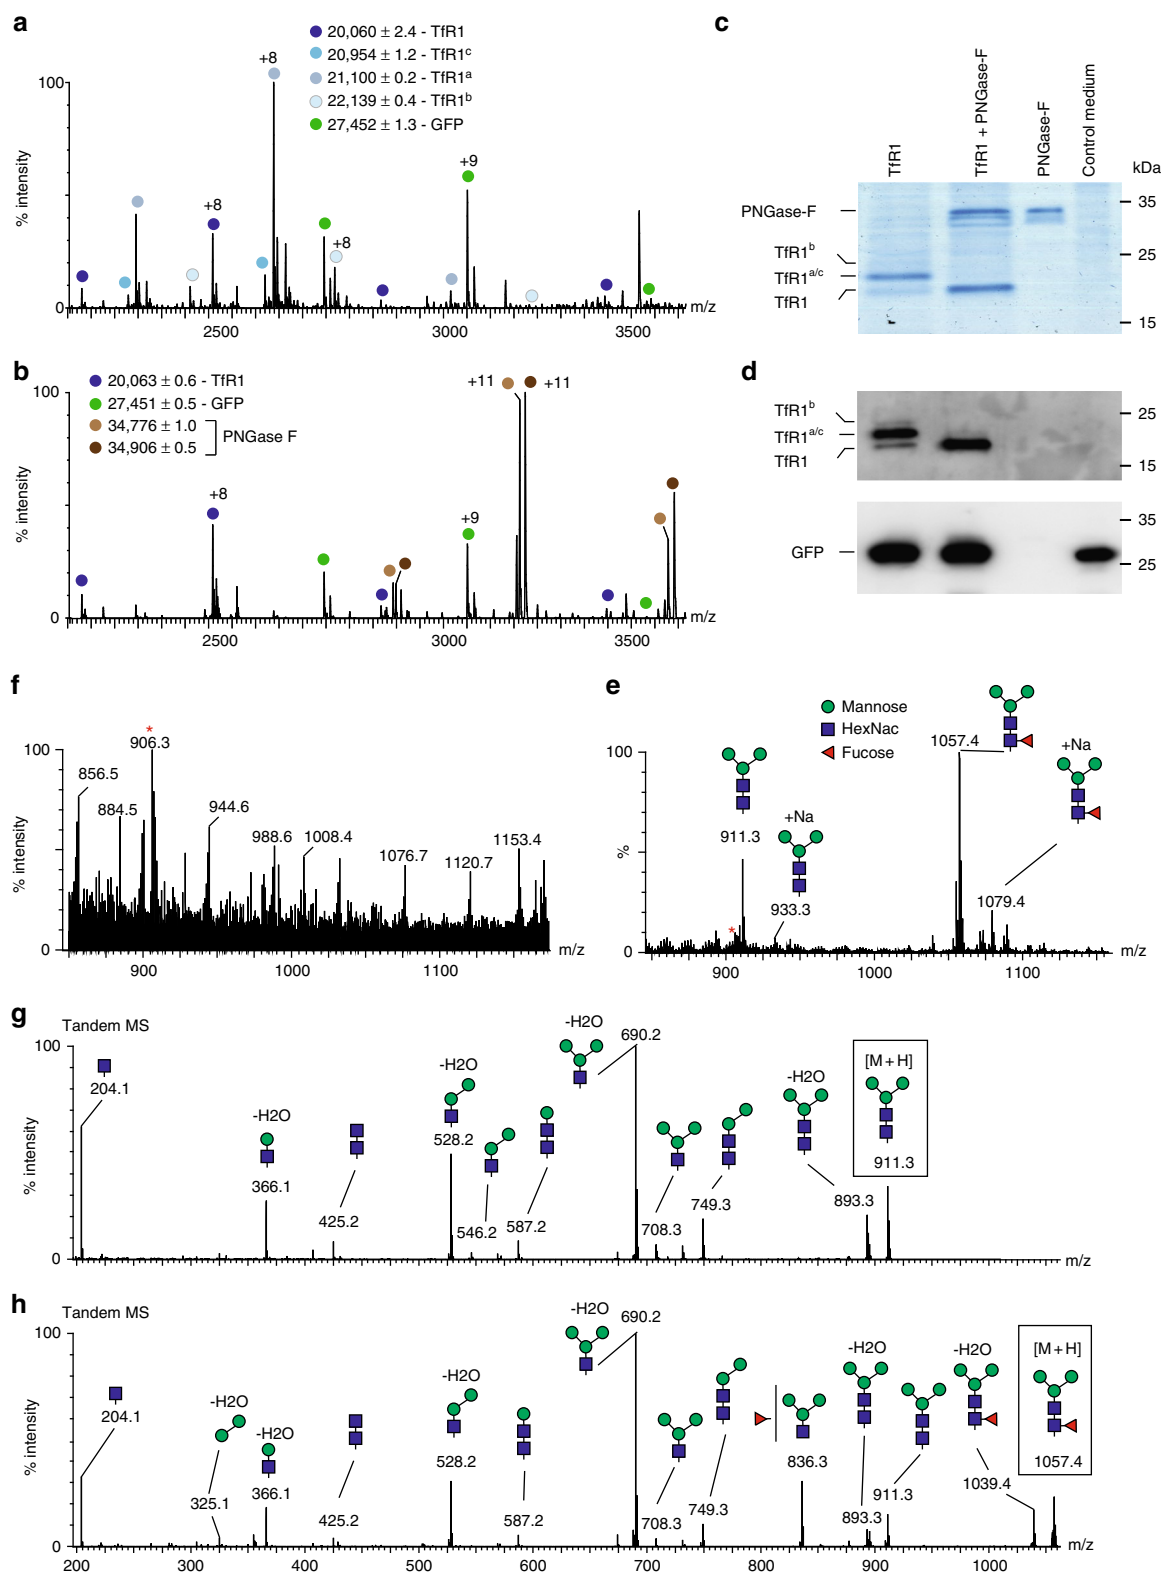 a
20,060 ± 2.4 - TfR1
20,954 ± 1.2 - TfR1c
21,100 ± 0.2 - TfR1a
22,139 ± 0.4 - TfR1b
27,452 ± 1.3 - GFP
+8
+8
+8
+9
100
0
% intensity
2500
3000
3500
m/z
b
20,063 ± 0.6 - TfR1
27,451 ± 0.5 - GFP
34,776 ± 1.0
34,906 ± 0.5
PNGase F
+11
+11
+8
+9
100
0
% intensity
2500
3000
3500
m/z
c
TfR1
TfR1 + PNGase-F
PNGase-F
Control medium
kDa
PNGase-F
TfR1b
TfR1a/c
TfR1
35
25
15
d
TfR1b
TfR1a/c
TfR1
25
15
GFP
35
25
f
*
906.3
856.5
884.5
944.6
988.6
1008.4
1076.7
1120.7
1153.4
100
0
% intensity
900
1000
1100
m/z
e
Mannose
HexNac
Fucose
1057.4
+Na
911.3
+Na
933.3
1079.4
*
100
0
%
900
1000
1100
m/z
g
Tandem MS
100
0
% intensity
204.1
-H2O
366.1
425.2
-H2O
528.2
546.2
587.2
-H2O
690.2
708.3
749.3
-H2O
893.3
[M + H]
911.3
m/z
h
Tandem MS
100
0
% intensity
204.1
-H2O
325.1
-H2O
366.1
425.2
-H2O
528.2
587.2
-H2O
690.2
708.3
749.3
836.3
-H2O
893.3
911.3
-H2O
1039.4
[M + H]
1057.4
200
300
400
500
600
700
800
900
1000
m/z